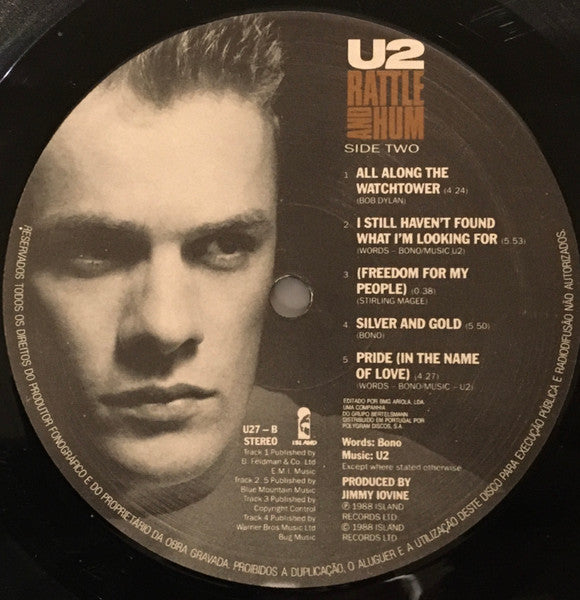 U2
RATTLE
AND HUM
SIDE TWO
1 ALL ALONG THE
WATCHTOWER (4.24)
(BOB DYLAN)
2 I STILL HAVEN'T FOUND
WHAT I'M LOOKING FOR (5.53)
(WORDS – BONO/MUSIC U2)
3 (FREEDOM FOR MY
PEOPLE) (0.38)
(STIRLING MAGEE)
4 SILVER AND GOLD (5 50)
(BONO)
5 PRIDE (IN THE NAME
OF LOVE) (4.27)
(WORDS – BONO/MUSIC – U2)
EDITADO POR BMG ARIOLA, LDA.
UMA COMPANHIA
DO GRUPO BERTELSMANN
DISTRIBUIDO EM PORTUGAL POR
POLYGRAM DISCOS, S.A.
U27 – B
STEREO
ISLAND
Track 1 Published by
B. Feldman & Co. Ltd
E.M.I. Music
Track 2. 5 Published by
Blue Mountain Music
Track 3 Published by
Copyright Control
Track 4 Published by
Warner Bros Music Ltd
Bug Music
Words: Bono
Music: U2
Except where stated otherwise
PRODUCED BY
JIMMY IOVINE
℗ 1988 ISLAND
RECORDS LTD
© 1988 ISLAND
RECORDS LTD
RESERVADOS TODOS OS DIREITOS DO PRODUTOR FONOGRÁFICO E DO PROPRIETÁRIO DA OBRA GRAVADA. PROIBIDOS A DUPLICAÇÃO, O ALUGUER E A UTILIZAÇÃO DESTE DISCO PARA EXECUÇÃO PÚBLICA E RADIODIFUSÃO NÃO AUTORIZADOS.